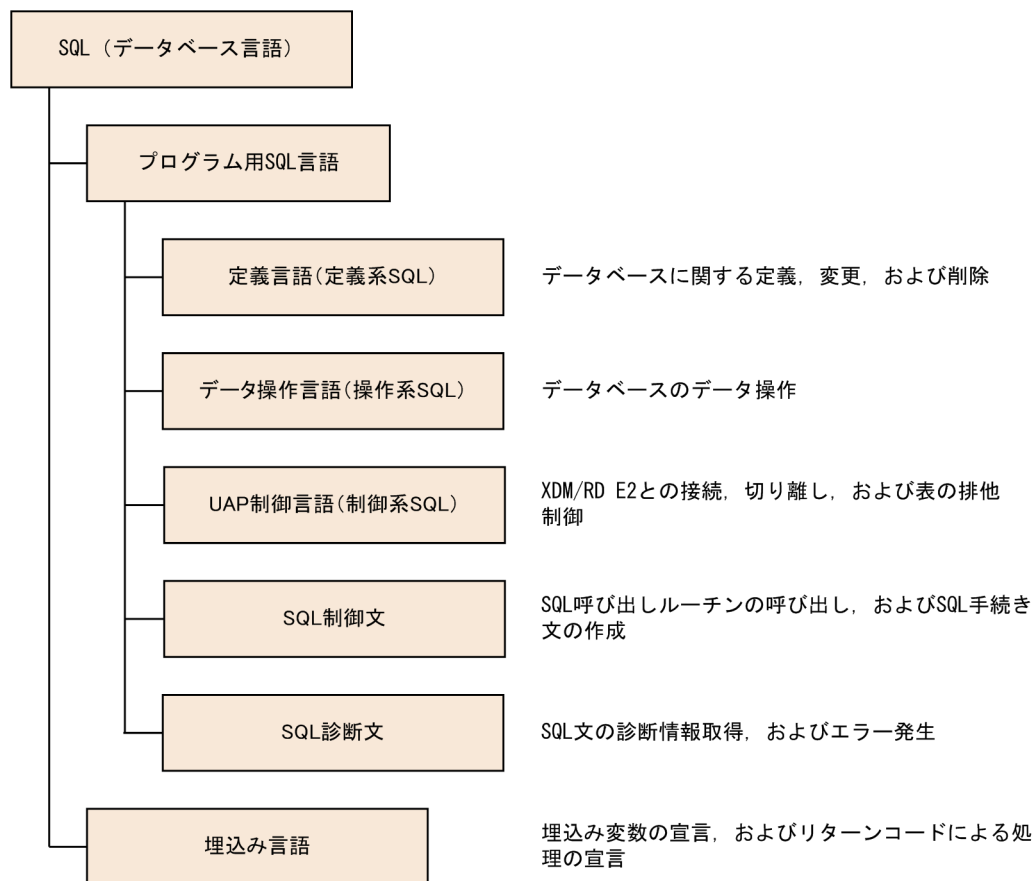 SQL（データベース言語）
プログラム用SQL言語
定義言語(定義系SQL)
データベースに関する定義，変更，および削除
データ操作言語(操作系SQL)
データベースのデータ操作
UAP制御言語(制御系SQL)
XDM/RD E2との接続，切り離し，および表の排他
制御
SQL制御文
SQL呼び出しルーチンの呼び出し，およびSQL手続き
文の作成
SQL診断文
SQL文の診断情報取得，およびエラー発生
埋込み言語
埋込み変数の宣言，およびリターンコードによる処
理の宣言